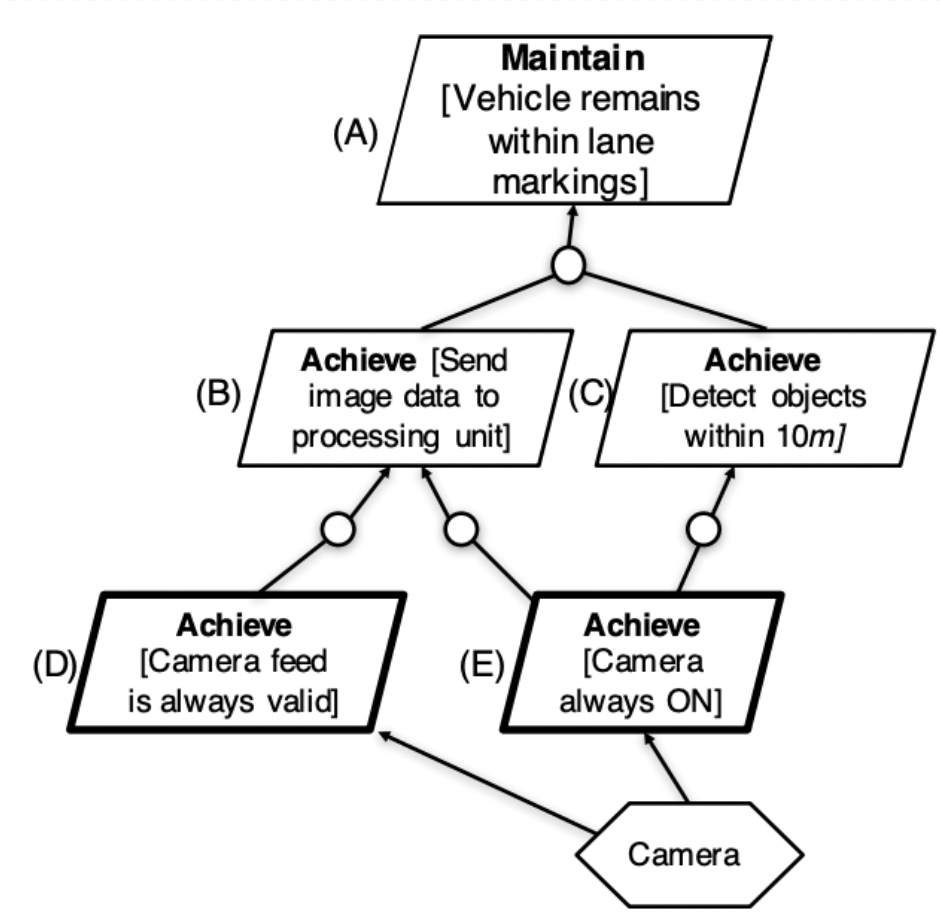 Maintain
[Vehicle remains
within lane
markings]
(A)
Achieve [Send
image data to
processing unit]
(B)
Achieve
[Detect objects
within 10m]
(C)
Achieve
[Camera feed
is always valid]
(D)
Achieve
[Camera
always ON]
(E)
Camera